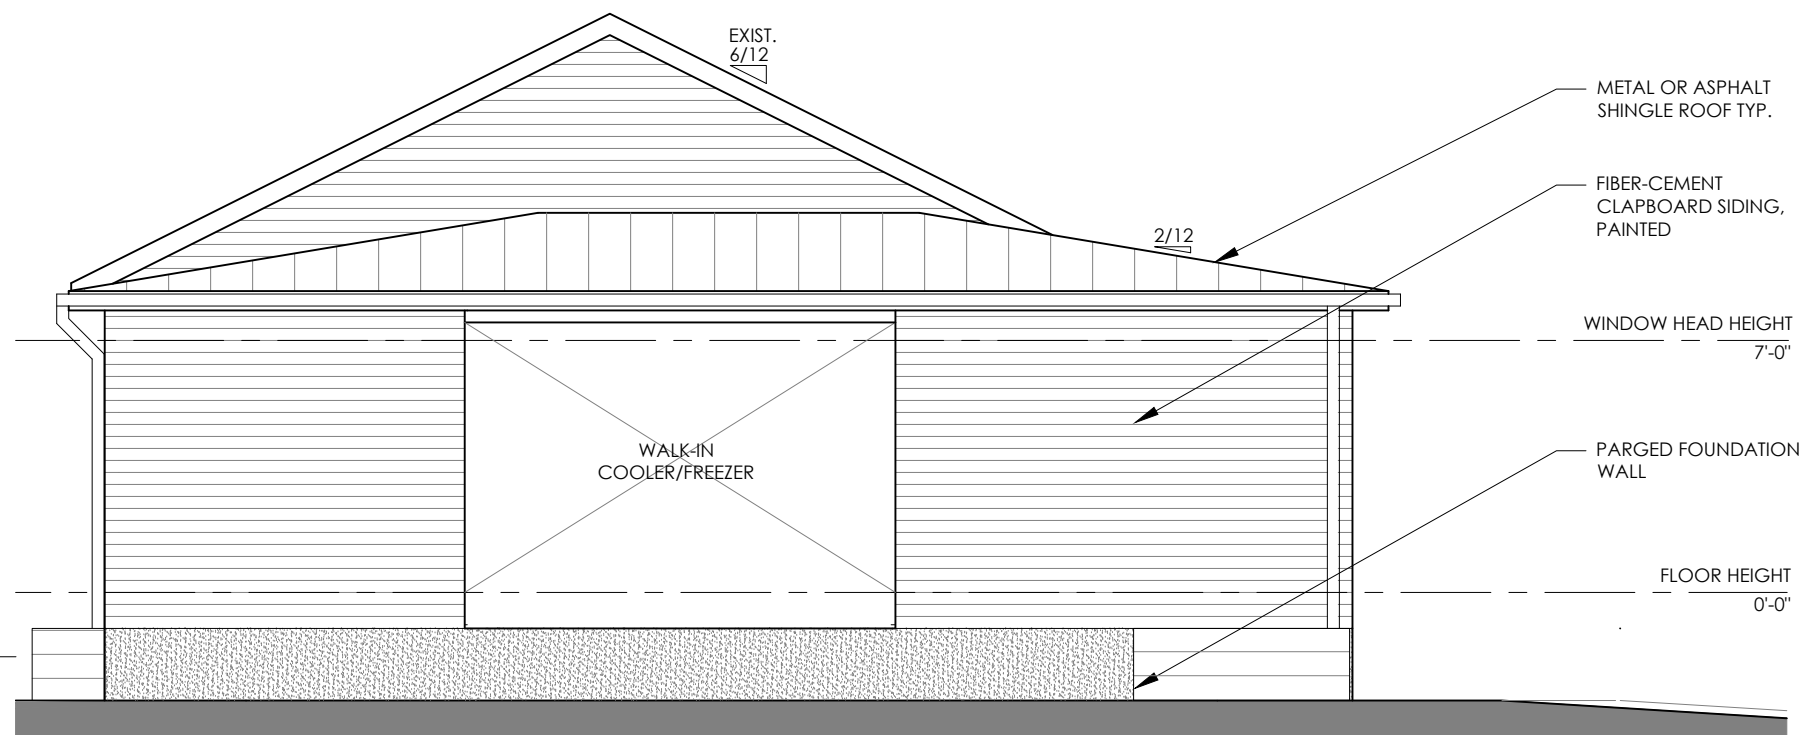 EXIST.
6/12
METAL OR ASPHALT
SHINGLE ROOF TYP.
FIBER-CEMENT
CLAPBOARD SIDING,
PAINTED
2/12
WINDOW HEAD HEIGHT
7'-0"
WALK-IN
COOLER/FREEZER
PARGED FOUNDATION
WALL
FLOOR HEIGHT
0'-0"